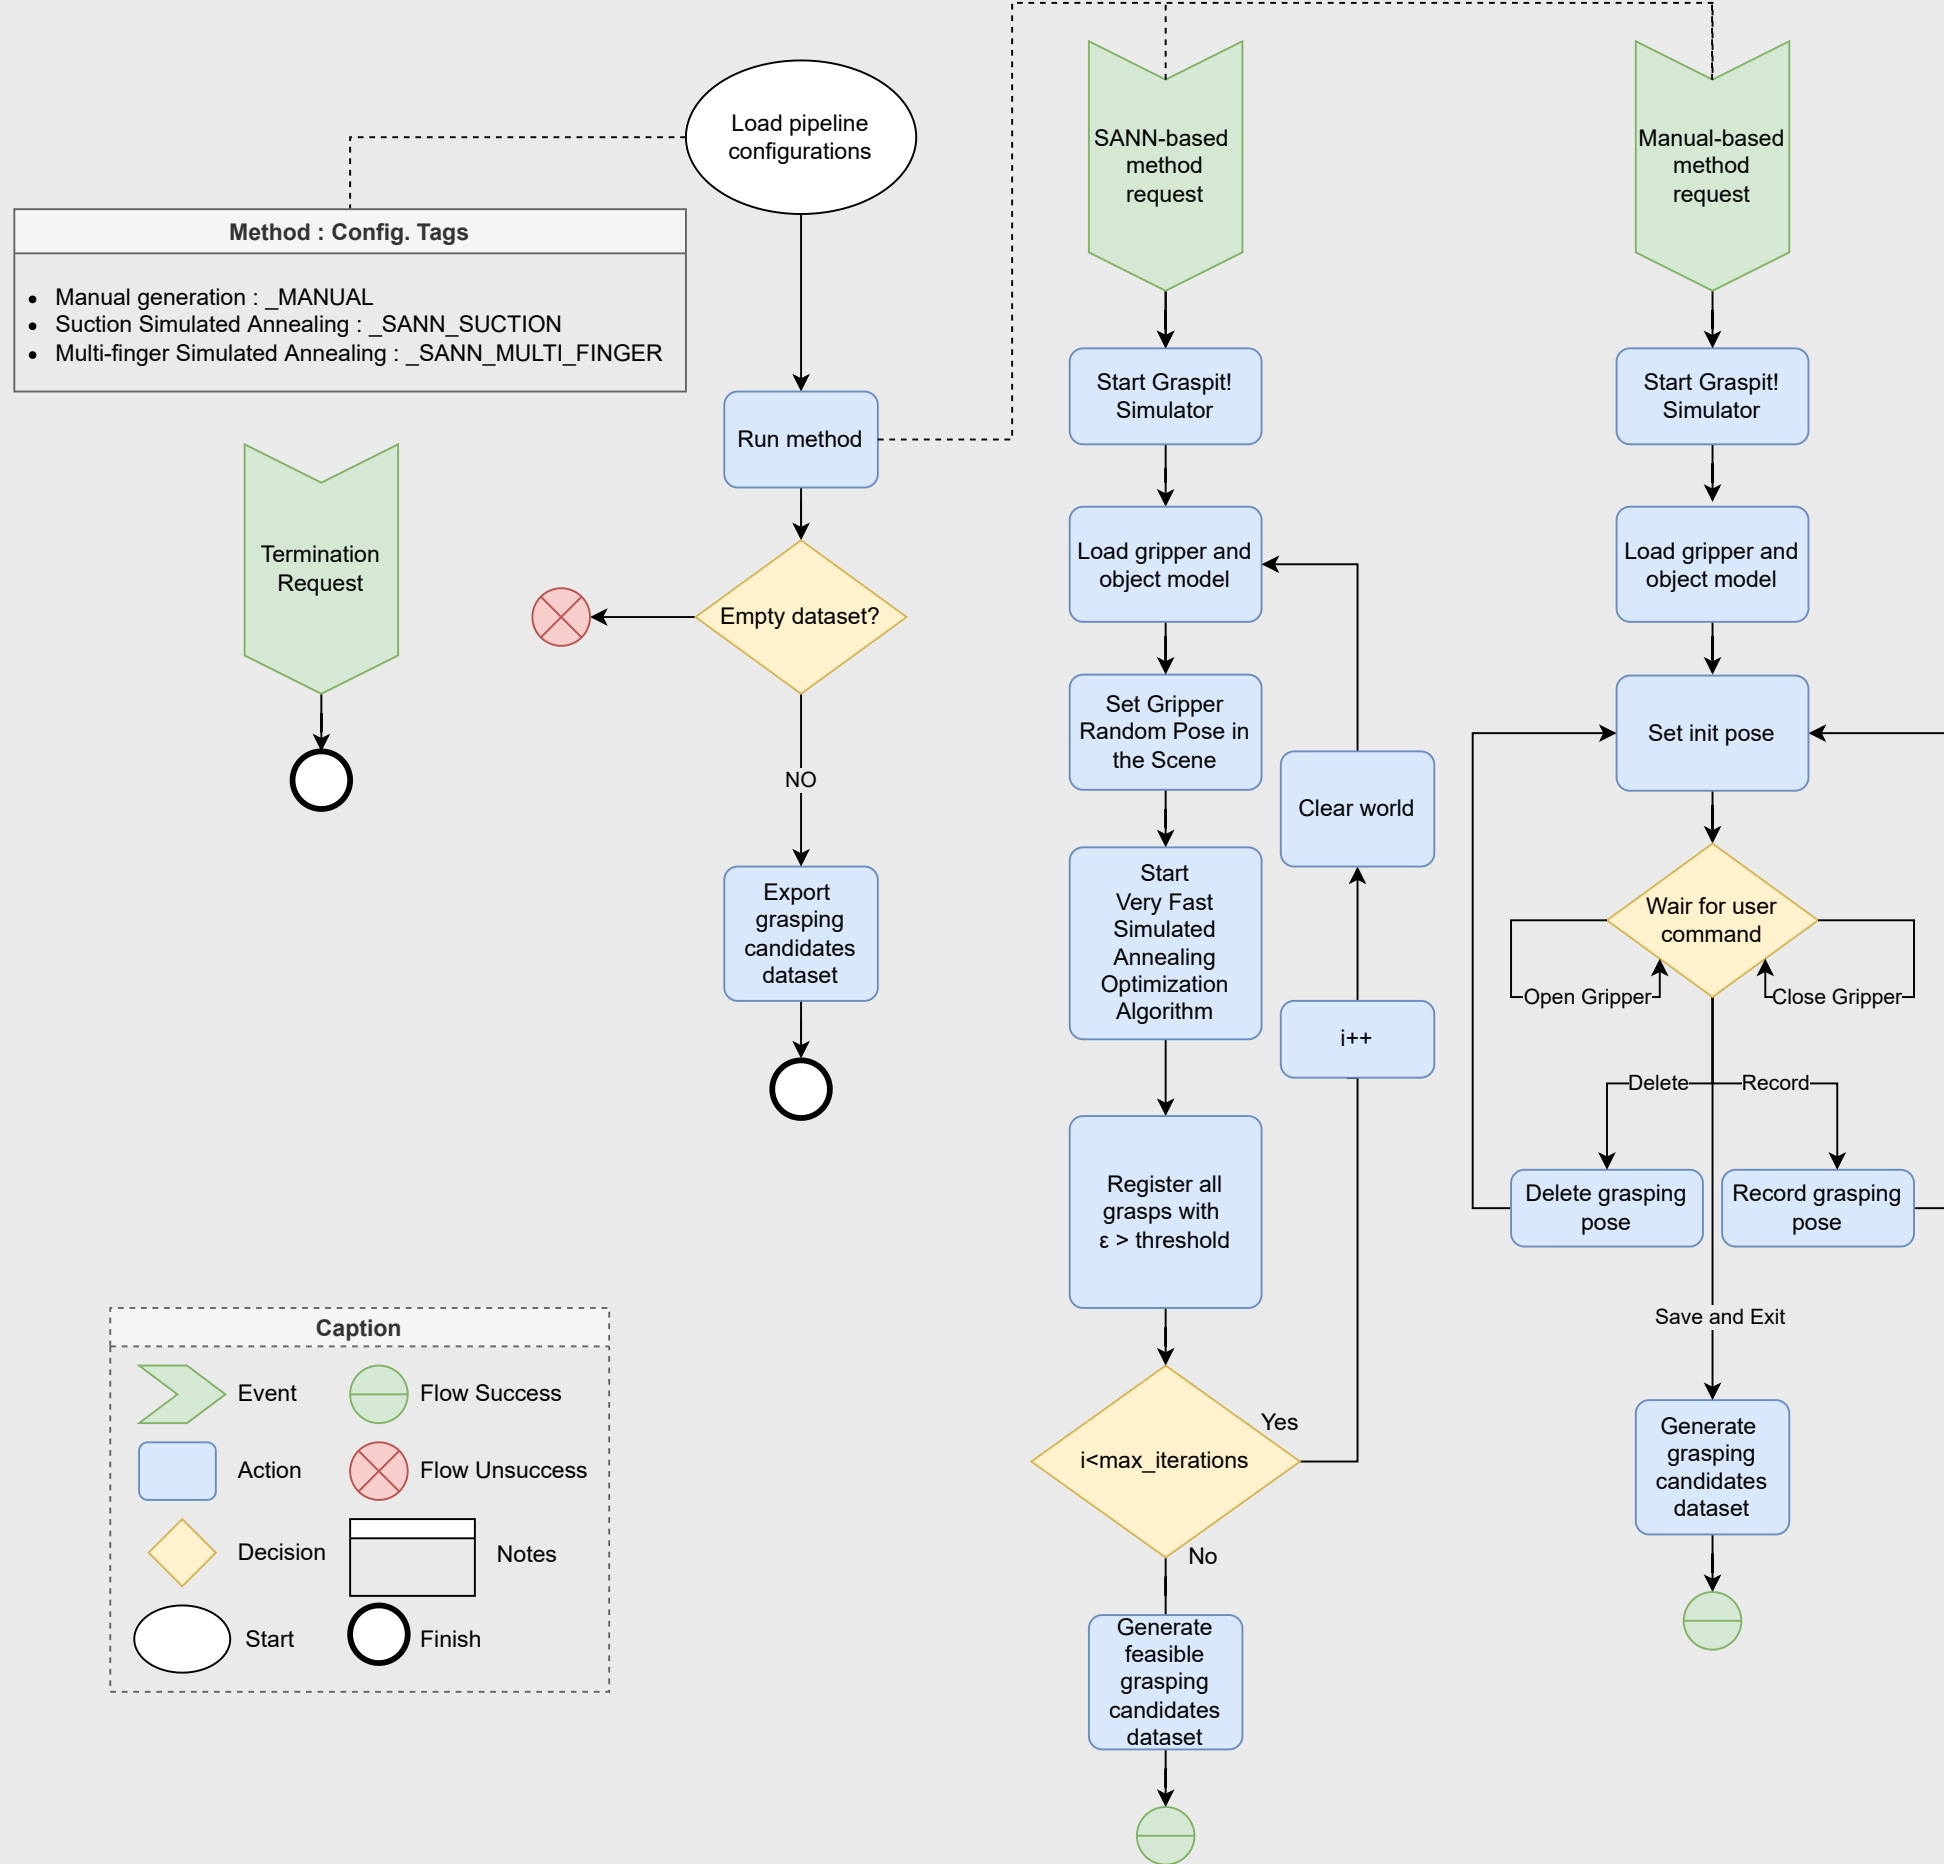 Load pipeline
configurations
Method : Config. Tags
Manual generation : _MANUAL
Suction Simulated Annealing : _SANN_SUCTION
Multi-finger Simulated Annealing : _SANN_MULTI_FINGER
Run method
Termination
Request
Empty dataset?
NO
Export
grasping
candidates
dataset
SANN-based
method
request
Start Graspit!
Simulator
Load gripper and
object model
Set Gripper
Random Pose in
the Scene
Start
Very Fast
Simulated
Annealing
Optimization
Algorithm
Clear world
i++
Register all
grasps with
ε > threshold
i<max_iterations
Yes
No
Generate
feasible
grasping
candidates
dataset
Manual-based
method
request
Start Graspit!
Simulator
Load gripper and
object model
Set init pose
Wair for user
command
Open Gripper
Close Gripper
Delete
Record
Delete grasping
pose
Record grasping
pose
Save and Exit
Generate
grasping
candidates
dataset
Caption
Event
Flow Success
Action
Flow Unsuccess
Decision
Notes
Start
Finish